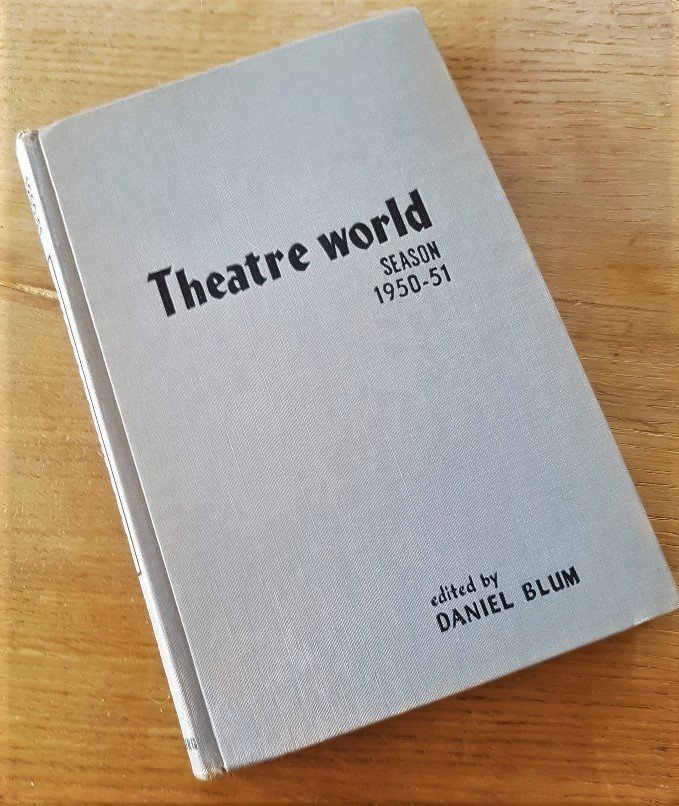 Theatre world
SEASON
1950-51
edited by
DANIEL BLUM